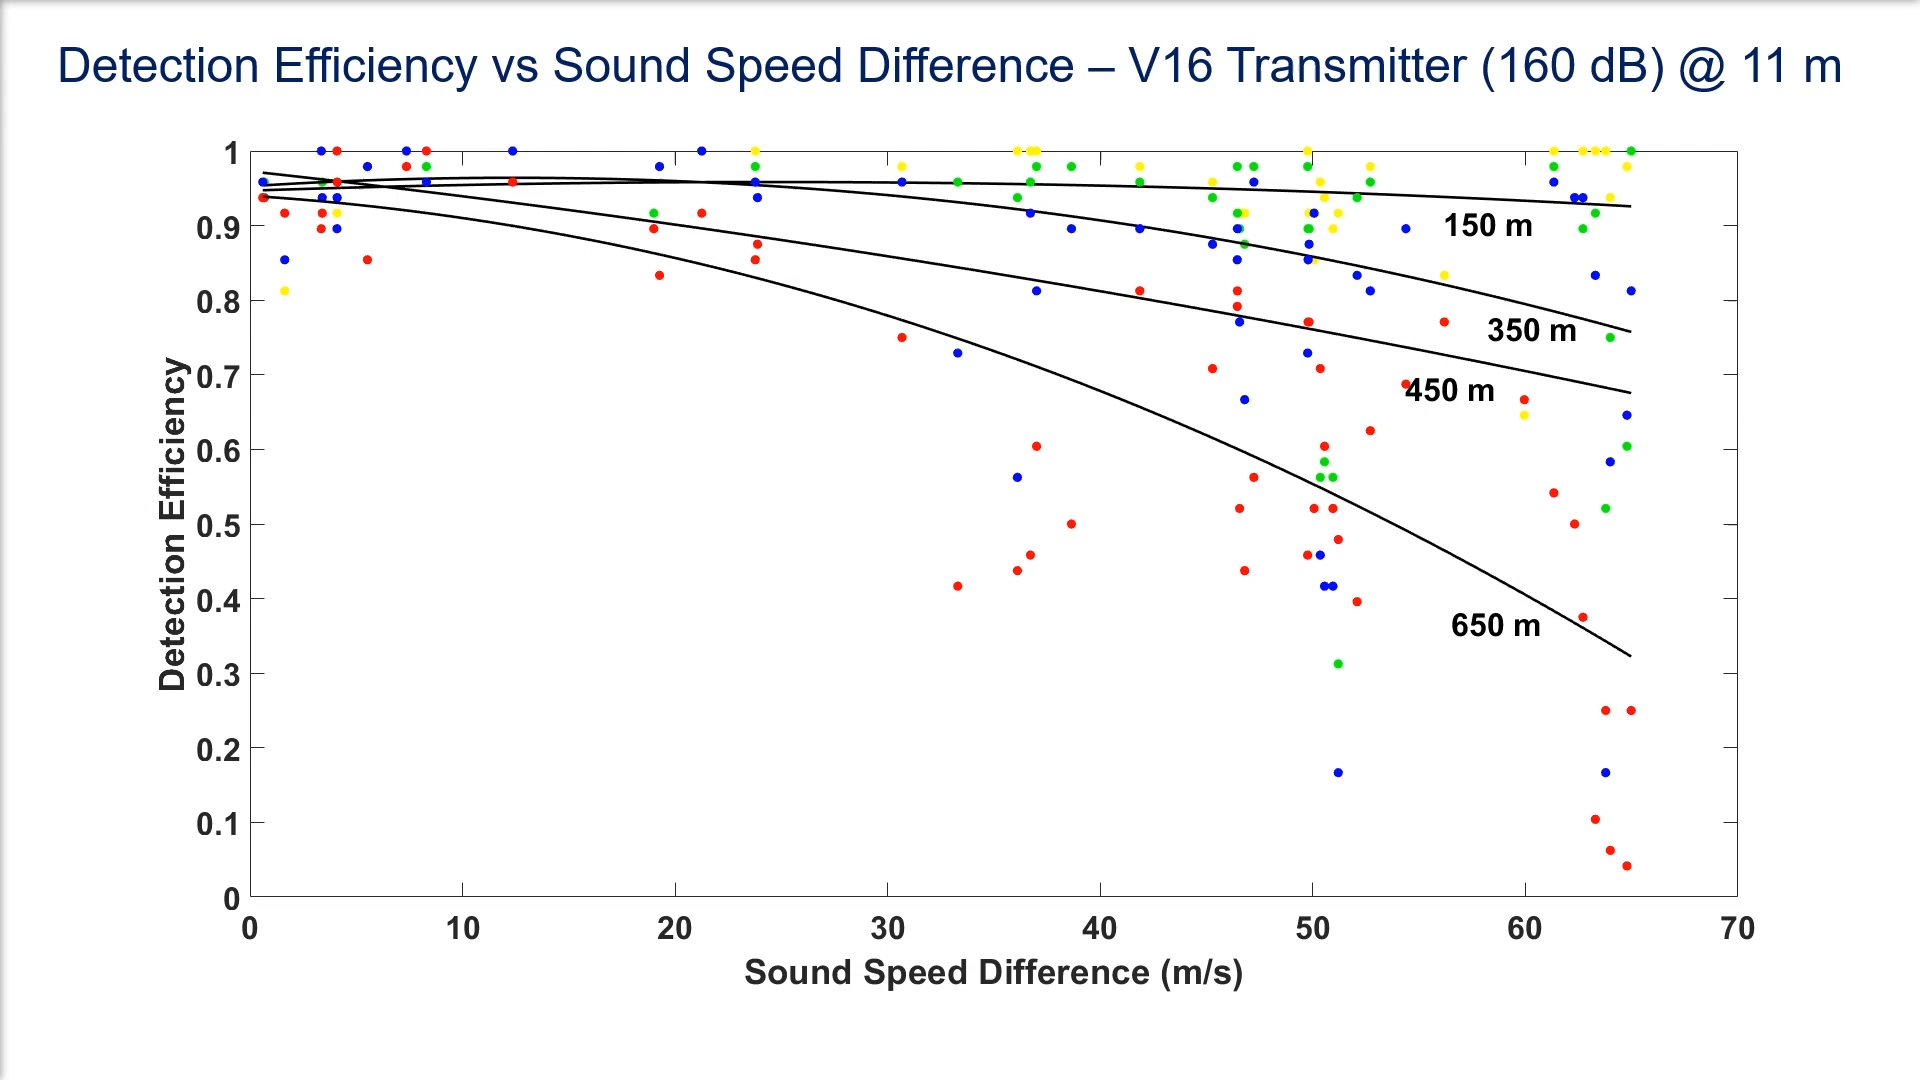 Detection Efficiency vs Sound Speed Difference – V16 Transmitter (160 dB) @ 11 m
1
0.9
0.8
0.7
0.6
0.5
0.4
0.3
0.2
0.1
0
Detection Efficiency
150 m
350 m
450 m
650 m
0 10 20 30 40 50 60 70
Sound Speed Difference (m/s)